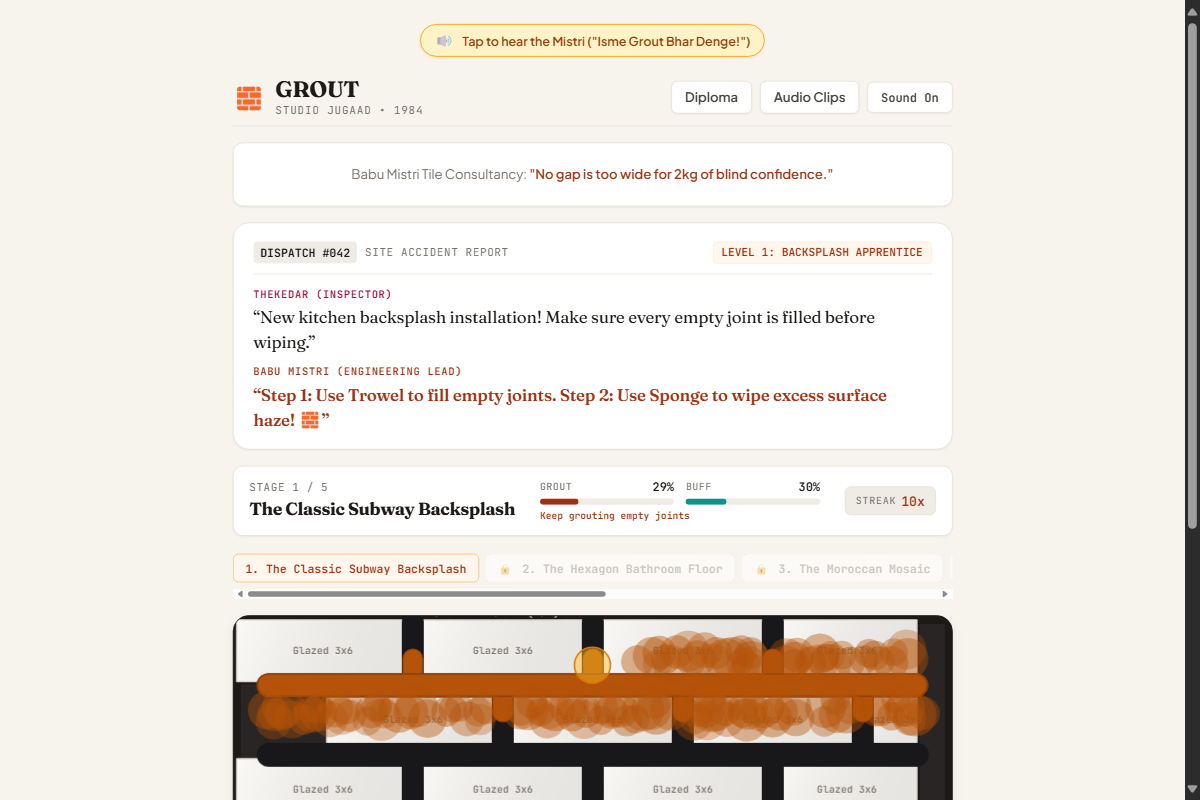 Tap to hear the Mistri ("Isme Grout Bhar Denge!")
GROUT
STUDIO JUGAAD • 1984
Diploma
Audio Clips
Sound On
Babu Mistri Tile Consultancy: "No gap is too wide for 2kg of blind confidence."
DISPATCH #042 SITE ACCIDENT REPORT
LEVEL 1: BACKSPLASH APPRENTICE
THEKEDAR (INSPECTOR)
“New kitchen backsplash installation! Make sure every empty joint is filled before
wiping.”
BABU MISTRI (ENGINEERING LEAD)
“Step 1: Use Trowel to fill empty joints. Step 2: Use Sponge to wipe excess surface
haze! 🧱”
STAGE 1 / 5
The Classic Subway Backsplash
GROUT 29%
BUFF 30%
Keep grouting empty joints
STREAK 10x
1. The Classic Subway Backsplash
2. The Hexagon Bathroom Floor
3. The Moroccan Mosaic
Glazed 3x6
Glazed 3x6
Glazed 3x6
Glazed 3x6
Glazed 3x6
Glazed 3x6
Glazed 3x6